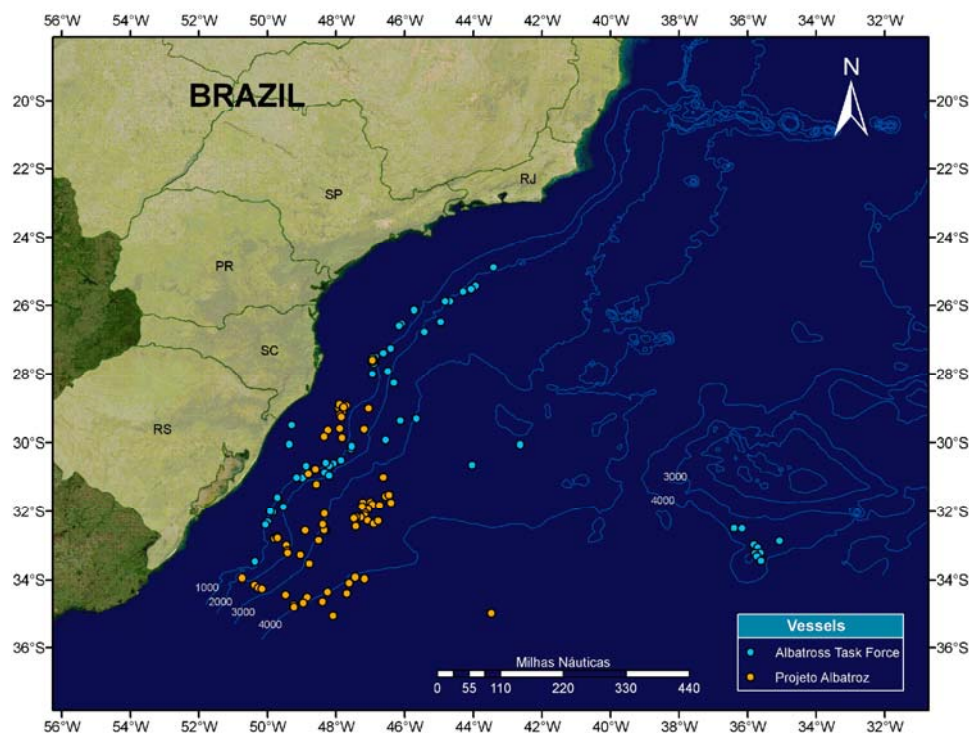 BRAZIL
N
20°S 20°S
22°S 22°S
RJ
SP
24°S 24°S
PR
26°S 26°S
SC
28°S 28°S
RS
30°S 30°S
3000
4000
32°S 32°S
34°S 34°S
1000
2000
3000
4000
36°S 36°S
Vessels
Albatross Task Force
Projeto Albatroz
Milhas Náuticas
0 55 110 220 330 440
56°W 54°W 52°W 50°W 48°W 46°W 44°W 42°W 40°W 38°W 36°W 34°W 32°W
56°W 54°W 52°W 50°W 48°W 46°W 44°W 42°W 40°W 38°W 36°W 34°W 32°W